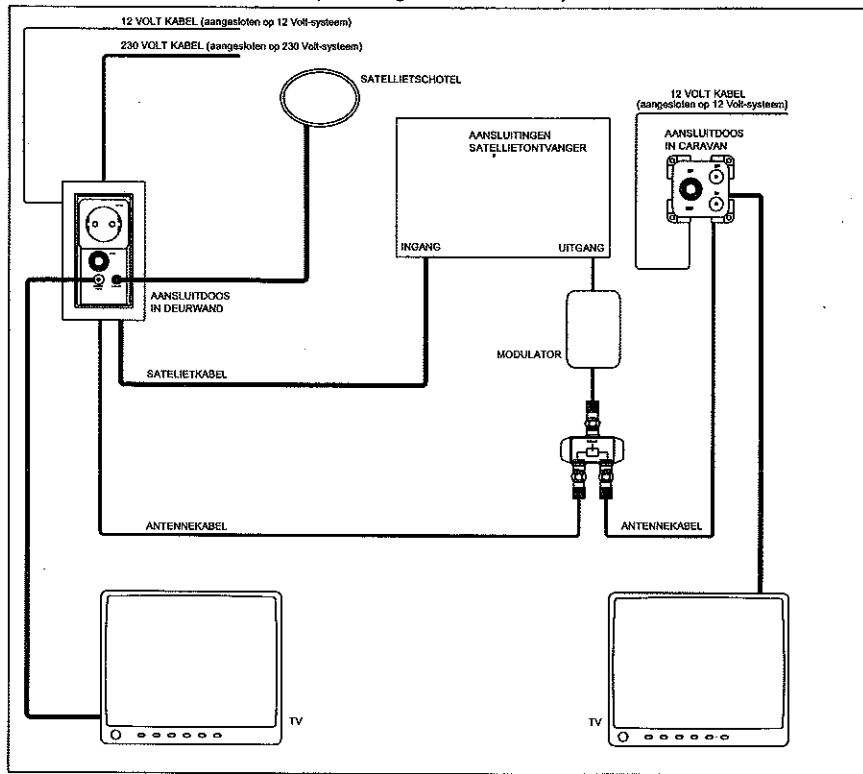 12 VOLT KABEL (aangesloten op 12 Volt-systeem)
230 VOLT KABEL (aangesloten op 230 Volt-systeem)
SATELLIETSCHOTEL
12 VOLT KABEL
(aangesloten op 12 Volt-systeem)
AANSLUITINGEN
SATELLIETONTVANGER
AANSLUITDOOS
IN CARAVAN
INGANG
UITGANG
AANSLUITDOOS
IN DEURWAND
MODULATOR
SATELIETKABEL
ANTENNEKABEL
ANTENNEKABEL
TV
TV